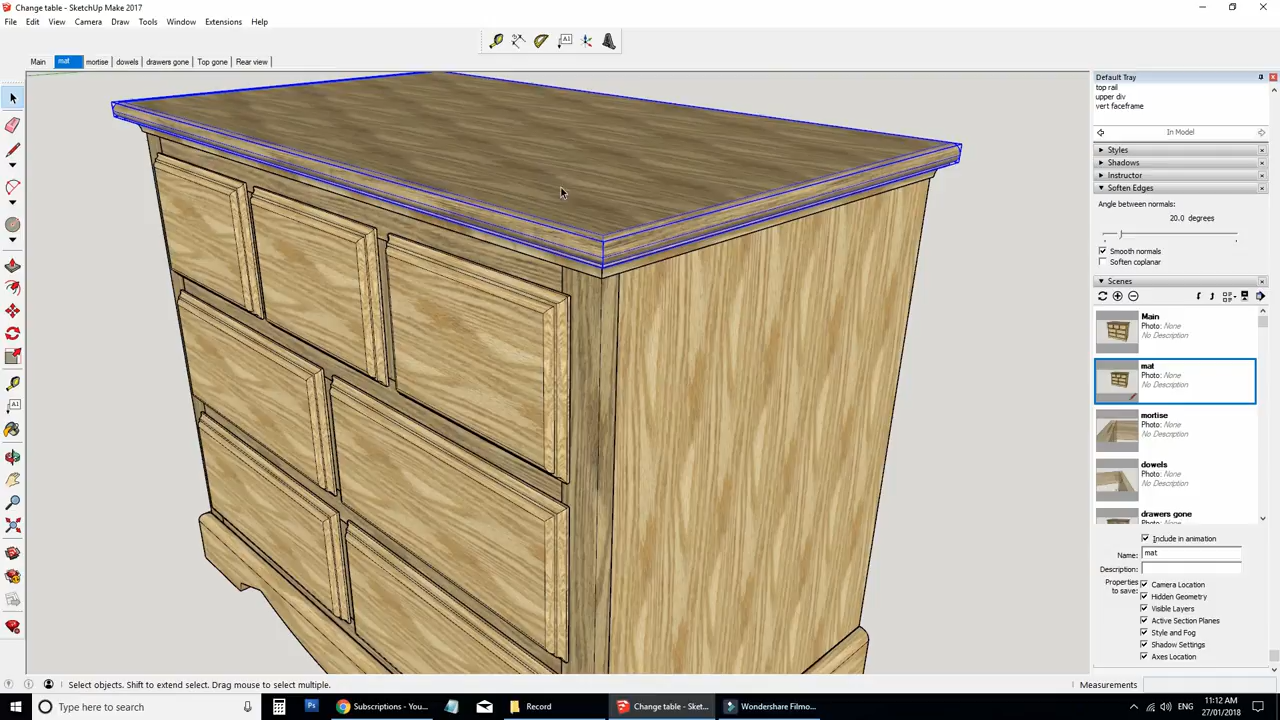 Change table - SketchUp Make 2017
File Edit View Camera Draw Tools Window Extensions Help
Main mat mortise dowels drawers gone Top gone Rear view
Default Tray
top rail
upper div
vert faceframe
In Model
Styles
Shadows
Instructor
Soften Edges
Angle between normals:
20.0 degrees
Smooth normals
Soften coplanar
Scenes
Main
Photo: None
No Description
mat
Photo: None
No Description
mortise
Photo: None
No Description
dowels
Photo: None
No Description
drawers gone
Photo: None
Include in animation
Name: mat
Description:
Properties to save:
Camera Location
Hidden Geometry
Visible Layers
Active Section Planes
Style and Fog
Shadow Settings
Axes Location
Select objects. Shift to extend select. Drag mouse to select multiple.
Measurements
Type here to search
Ps
Subscriptions - You...
Record
Change table - Sket...
Wondershare Filmo...
11:12 AM
27/01/2018